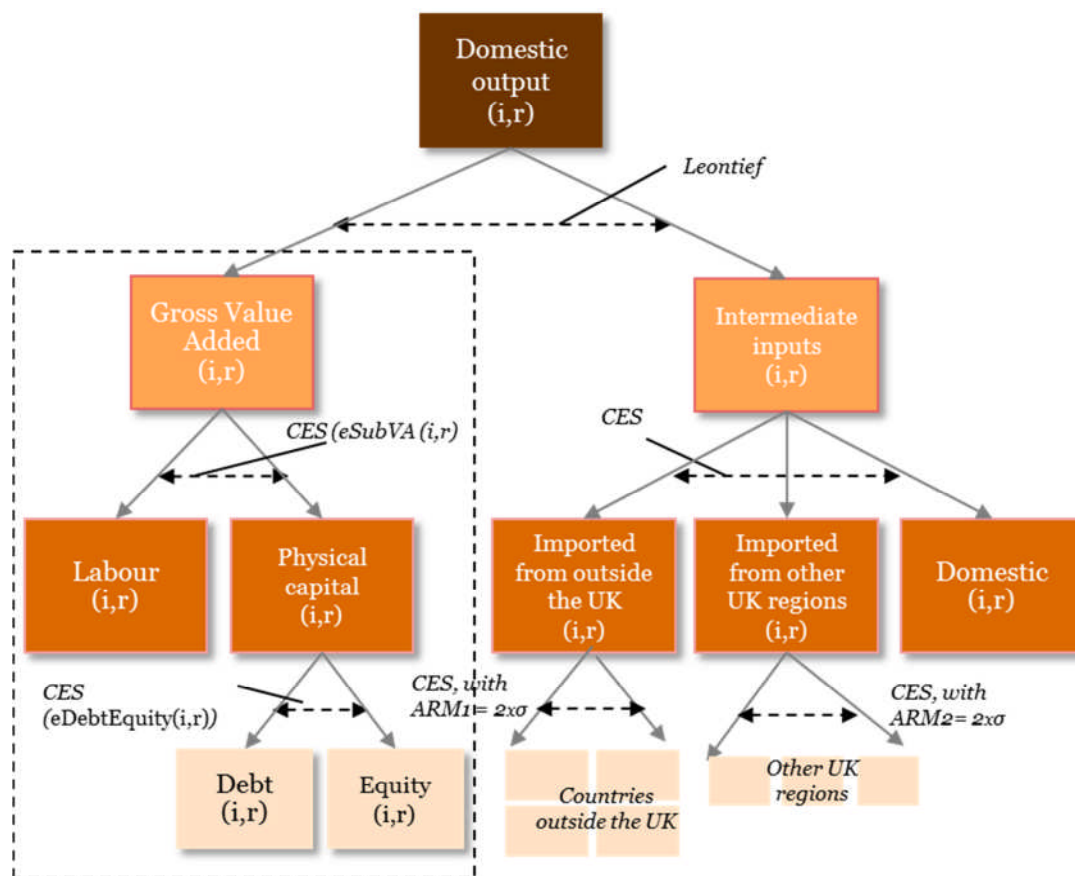 Domestic
output
(i,r)
Leontief
Gross Value
Added
(i,r)
Intermediate
inputs
(i,r)
CES (eSubVA (i,r)
CES
Labour
(i,r)
Physical
capital
(i,r)
Imported
from outside
the UK
(i,r)
Imported
from other
UK regions
(i,r)
Domestic
(i,r)
CES
(eDebtEquity(i,r))
CES, with
ARM1= 2xσ
CES, with
ARM2= 2xσ
Debt
(i,r)
Equity
(i,r)
Countries
outside the UK
Other UK
regions